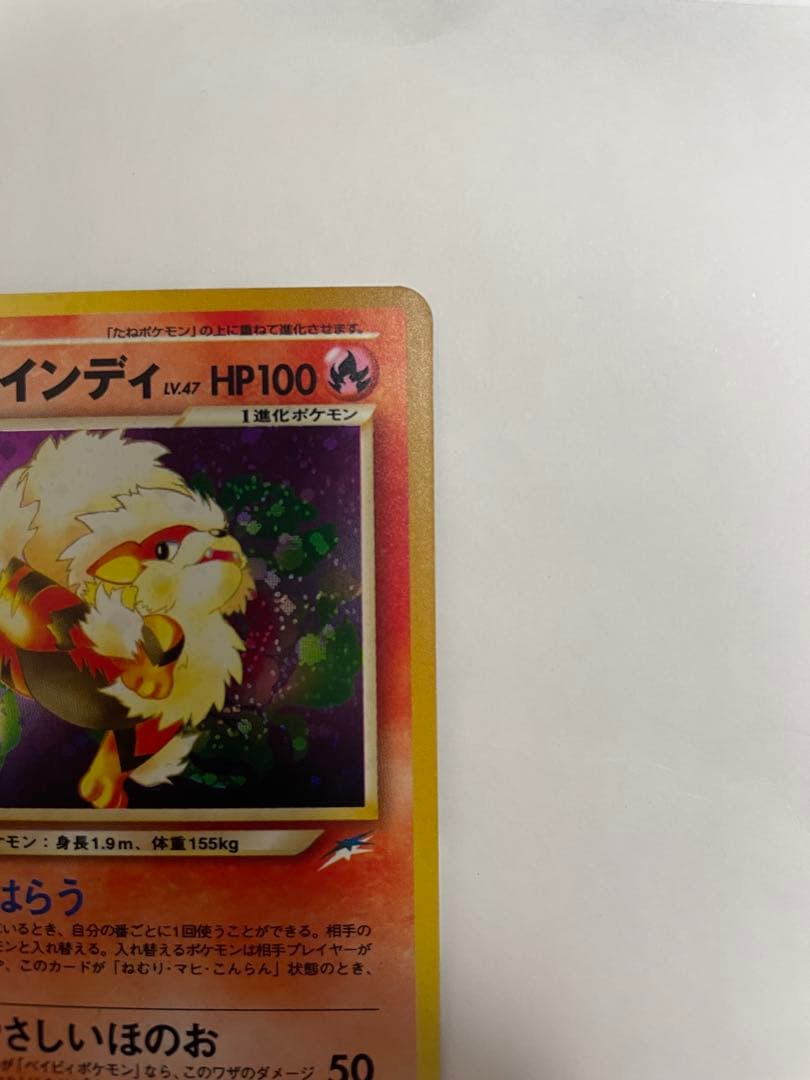 「たねポケモン」の上に重ねて進化させます。
インディ LV.47 HP100
1進化ポケモン
モン：身長1.9m、体重155kg
はらう
いるとき、自分の番ごとに1回使うことができる。相手の
モンと入れ替える。入れ替えるポケモンは相手プレイヤーが
、このカードが「ねむり・マヒ・こんらん」状態のとき、
さしいほのお
が「ベイビィポケモン」なら、このワザのダメージ 50